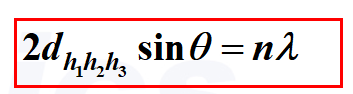 2d_{h_1h_2h_3} sin θ = nλ